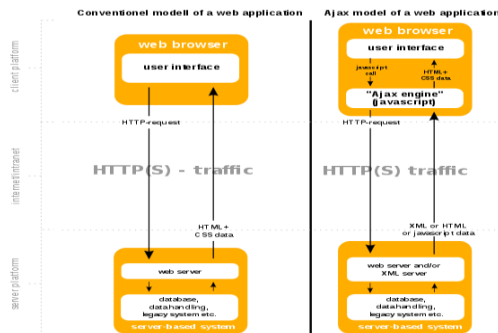 Conventionel modell of a web application
web browser
user interface
HTTP-request
HTTP(S) - traffic
HTML+
CSS data
web server
database,
datahandling,
legacy system etc.
server-based system
Ajax model of a web application
web browser
user interface
javascript
call
HTML+
CSS data
"Ajax engine"
(javascript)
HTTP-request
HTTP(S) traffic
XML or HTML
or javascript data
web server and/or
XML server
database,
datahandling,
legacy system etc.
server-based system
client platform
internet/intranet
server platform